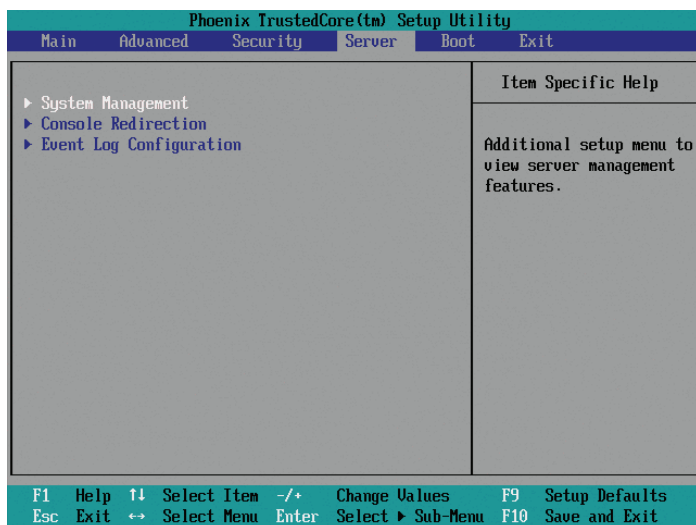 Phoenix TrustedCore(tm) Setup Utility
Main Advanced Security Server Boot Exit
▶ System Management
▶ Console Redirection
▶ Event Log Configuration
Item Specific Help
Additional setup menu to
view server management
features.
F1 Help ↑↓ Select Item -/+ Change Values F9 Setup Defaults
Esc Exit ↔ Select Menu Enter Select ▶ Sub-Menu F10 Save and Exit